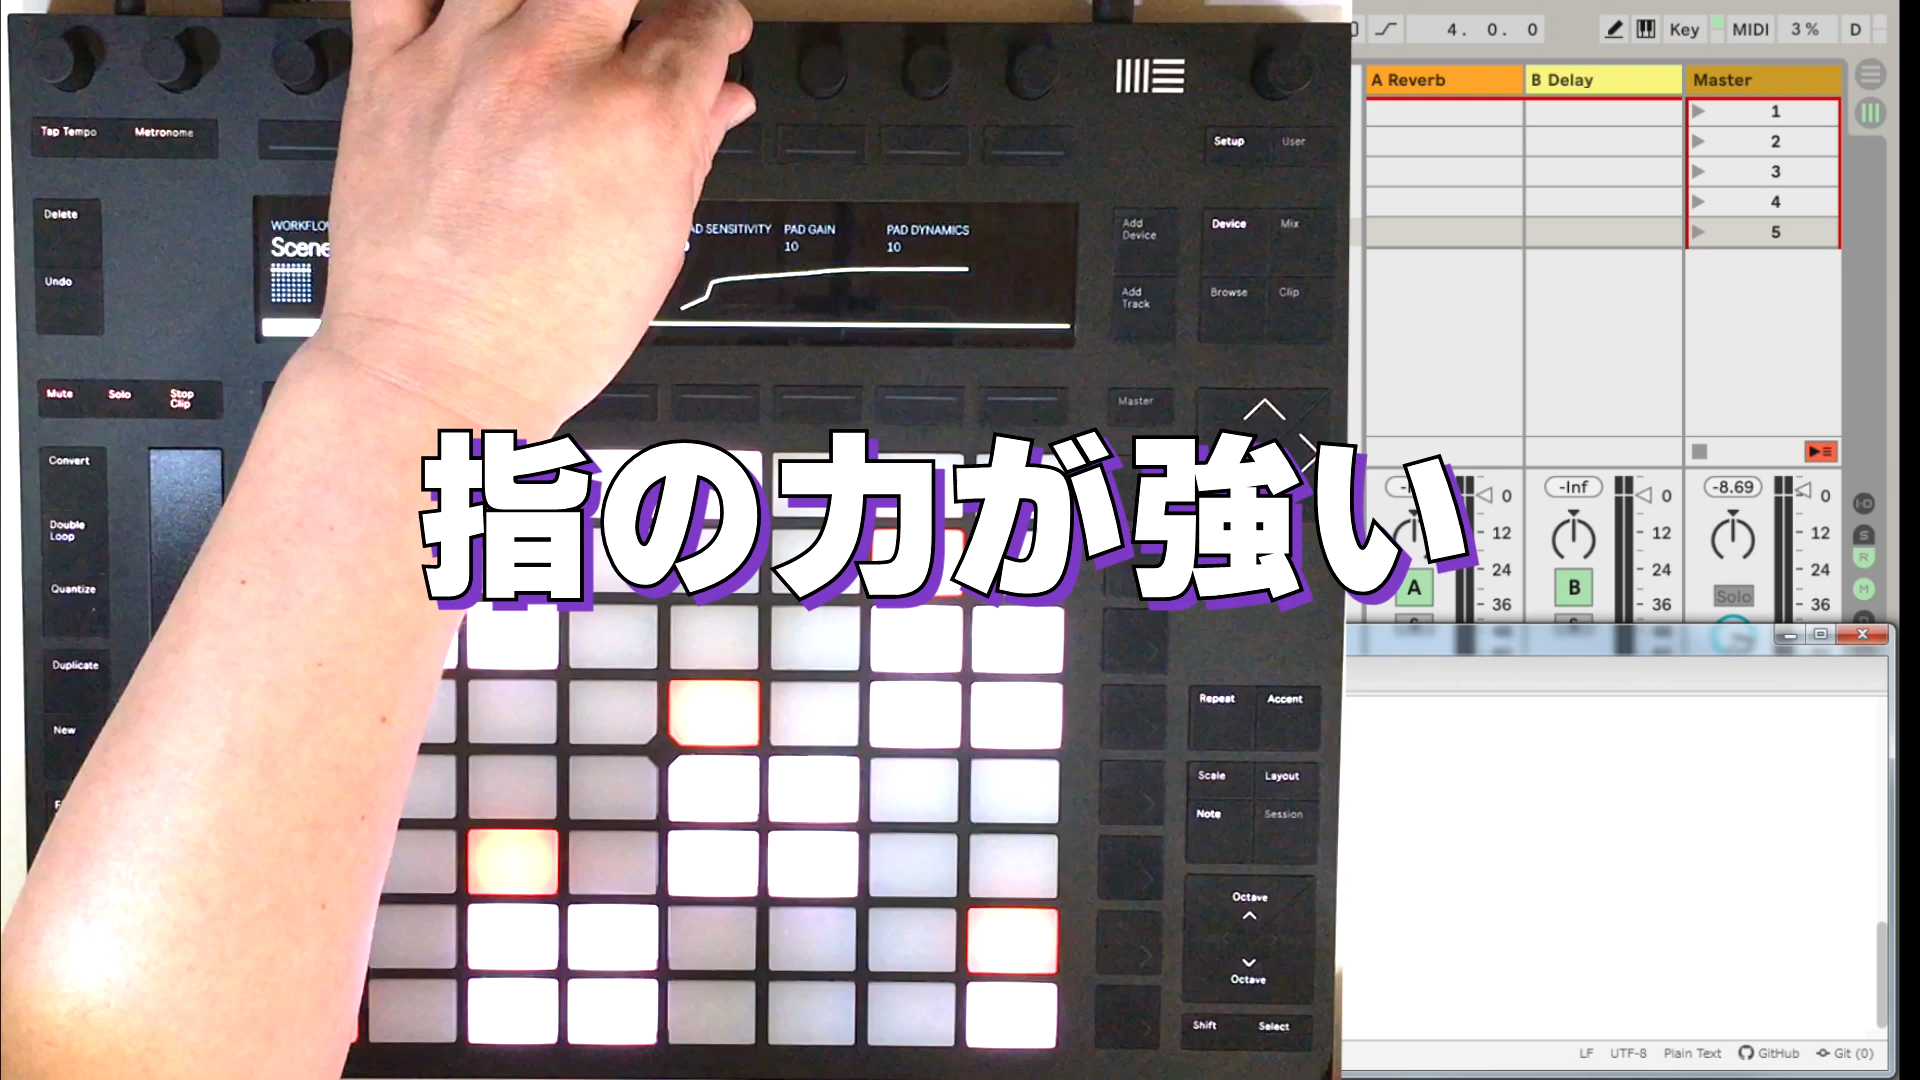 4. 0. 0
Key
MIDI
3 %
D
A Reverb
B Delay
Master
1
2
3
4
5
Tap Tempo
Metronome
Setup
User
Delete
Undo
Add Device
Device
Mix
Add Track
Browse
Clip
PAD GAIN
10
PAD DYNAMICS
10
Mute
Solo
Stop Clip
Master
指の力が強い
Convert
Double Loop
Quantize
Duplicate
New
-Inf
0
12
24
36
B
-8.69
0
12
24
36
A
0
12
24
36
Solo
Repeat
Accent
Scale
Layout
Note
Session
Octave
Octave
Shift
Select
LF
UTF-8
Plain Text
GitHub
Git (0)